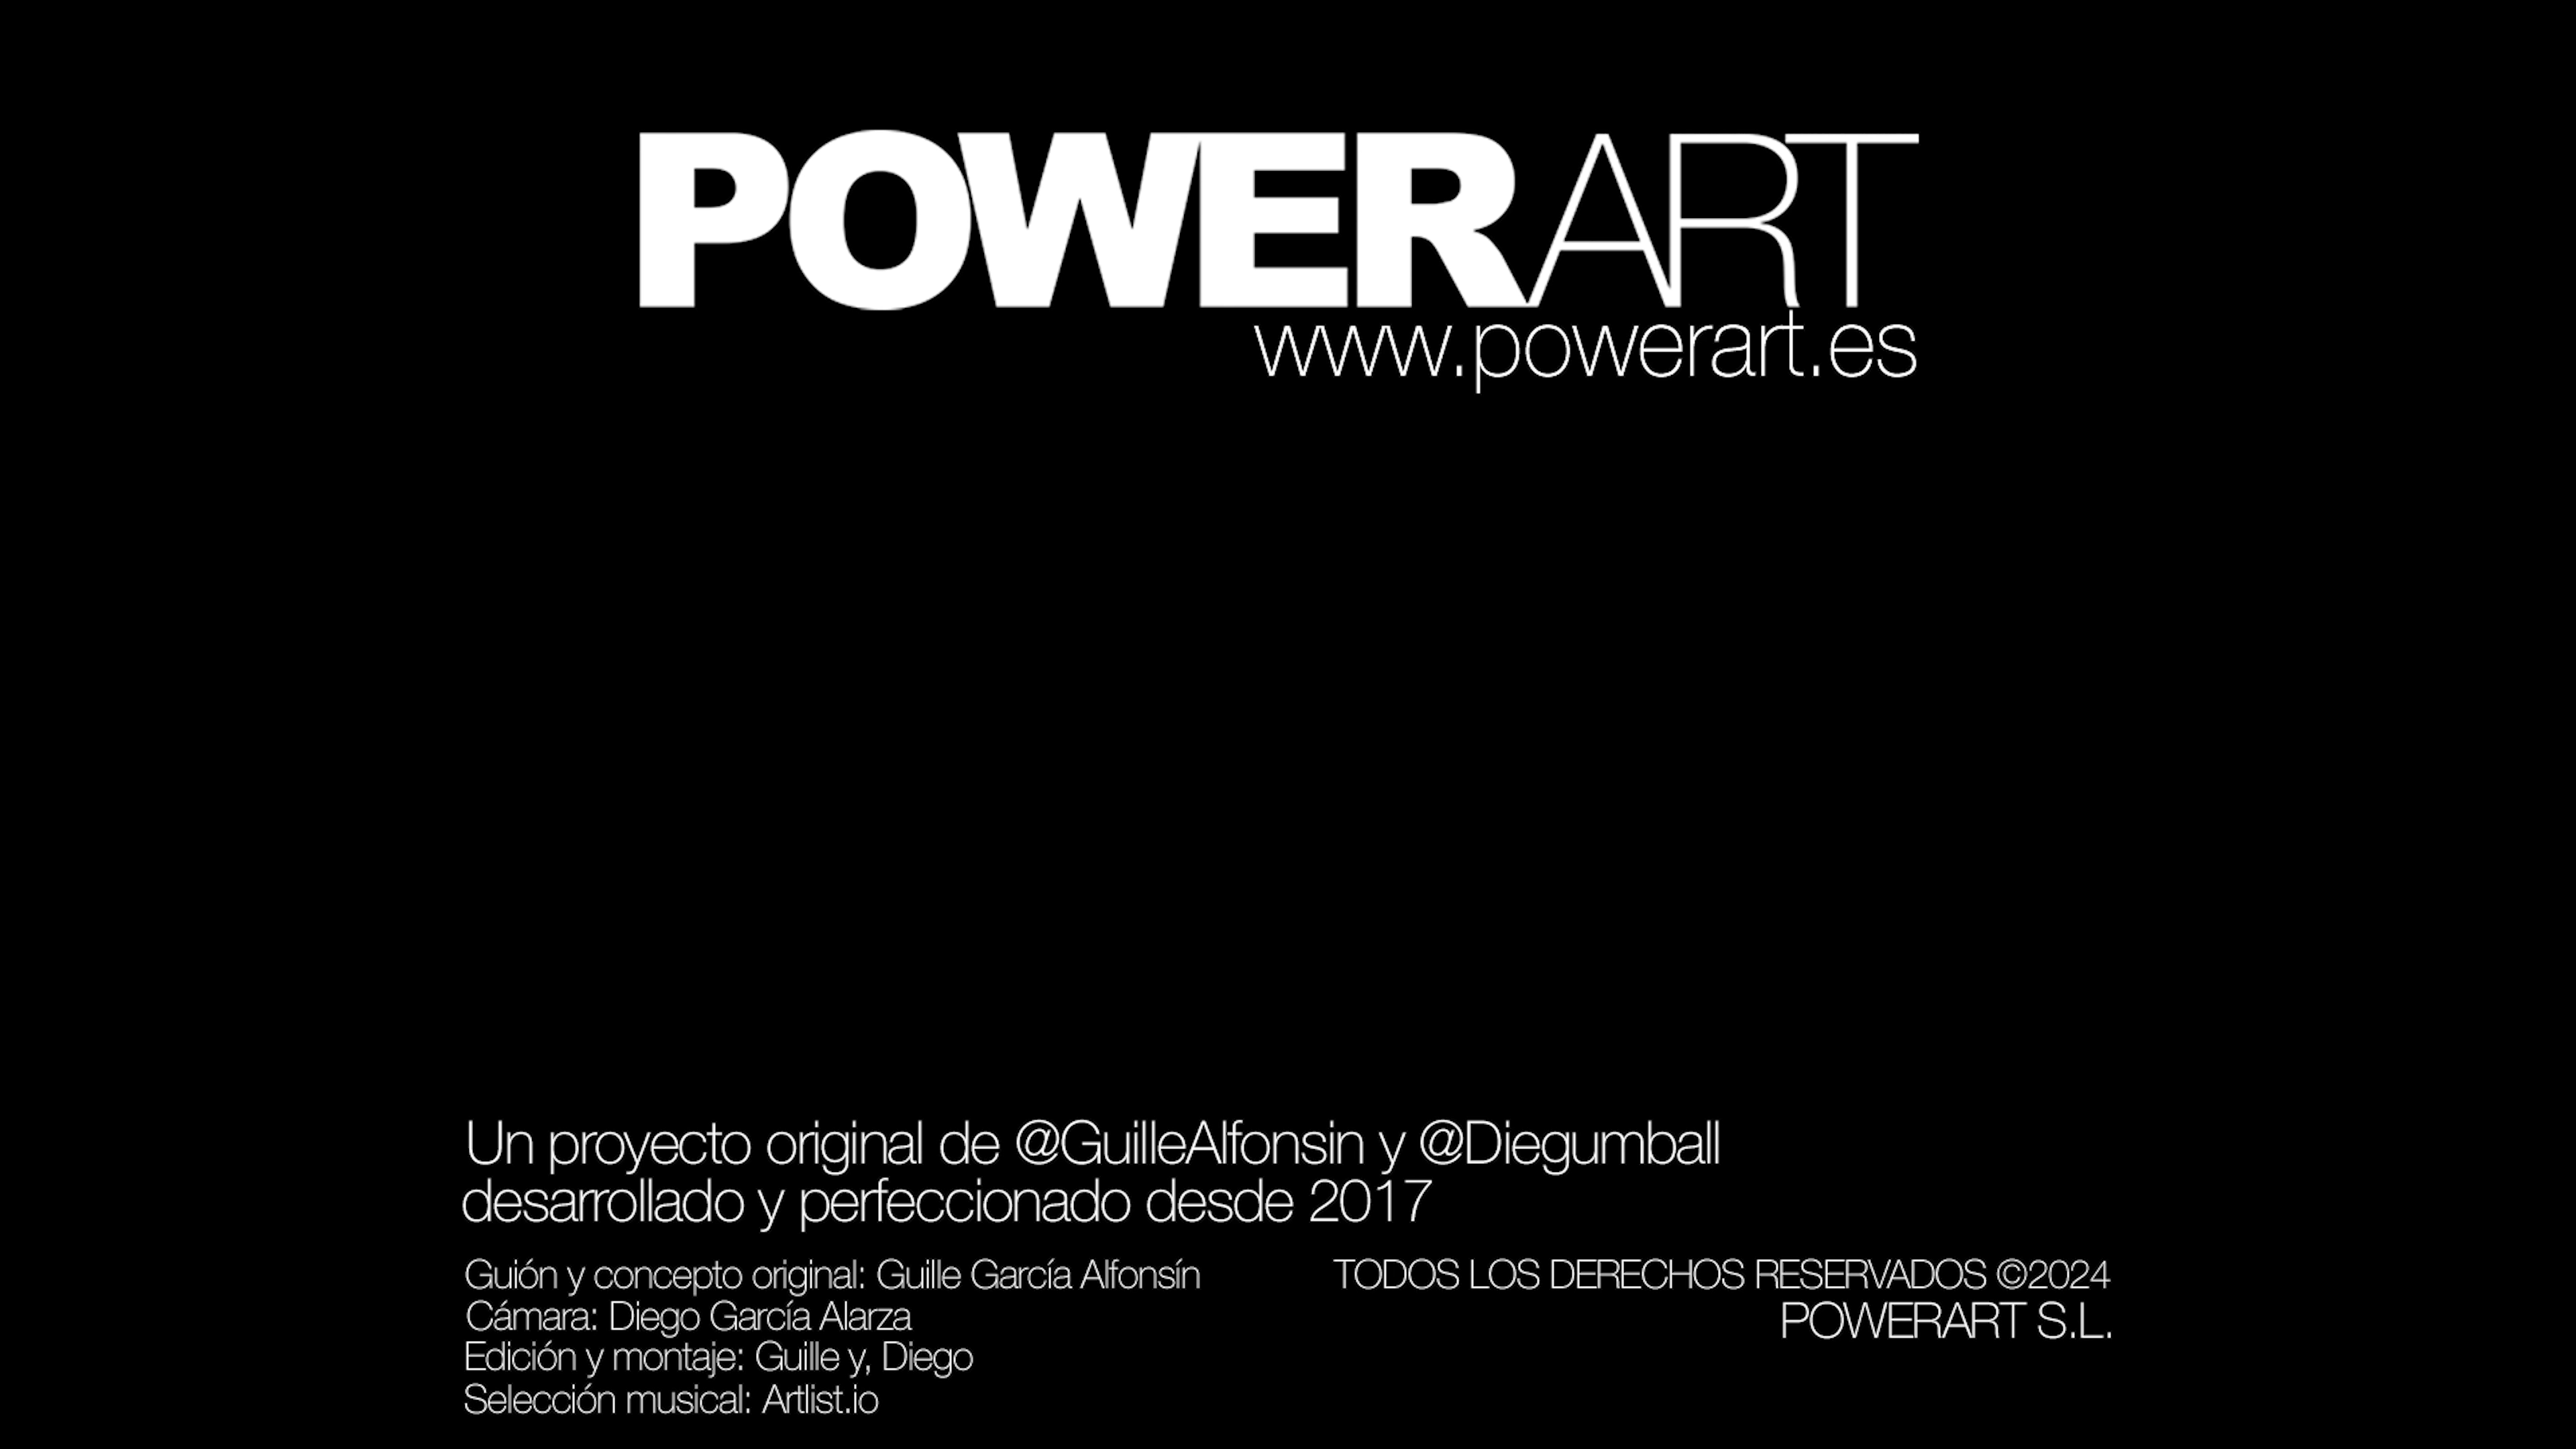 POWERART
www.powerart.es
Un proyecto original de @GuilleAlfonsin y @Diegumball
desarrollado y perfeccionado desde 2017
Guión y concepto original: Guille García Alfonsín
Cámara: Diego García Alarza
Edición y montaje: Guille y, Diego
Selección musical: Artlist.io
TODOS LOS DERECHOS RESERVADOS ©2024
POWERART S.L.